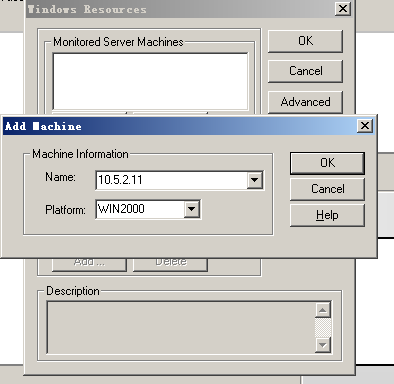 Windows Resources
Monitored Server Machines
OK
Cancel
Advanced
Add Machine
Machine Information
Name:
10.5.2.11
Platform:
WIN2000
OK
Cancel
Help
Add ...
Delete
Description